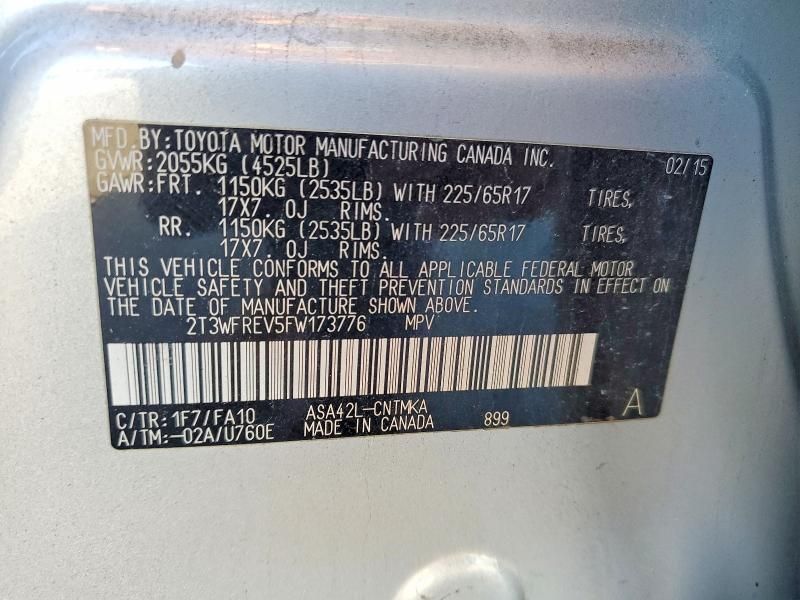 MFD. BY: TOYOTA MOTOR MANUFACTURING CANADA INC. 02/15
GVWR: 2055KG (4525LB)
GAWR: FRT. 1150KG (2535LB) WITH 225/65R17 TIRES,
17X7. OJ RIMS.
RR. 1150KG (2535LB) WITH 225/65R17 TIRES,
17X7. OJ RIMS.
THIS VEHICLE CONFORMS TO ALL APPLICABLE FEDERAL MOTOR
VEHICLE SAFETY AND THEFT PREVENTION STANDARDS IN EFFECT ON
THE DATE OF MANUFACTURE SHOWN ABOVE.
2T3WFREV5FW173776 MPV
C/TR: 1F7/FA10 ASA42L-CNTMKA A
A/TM:-02A/U760E MADE IN CANADA 899